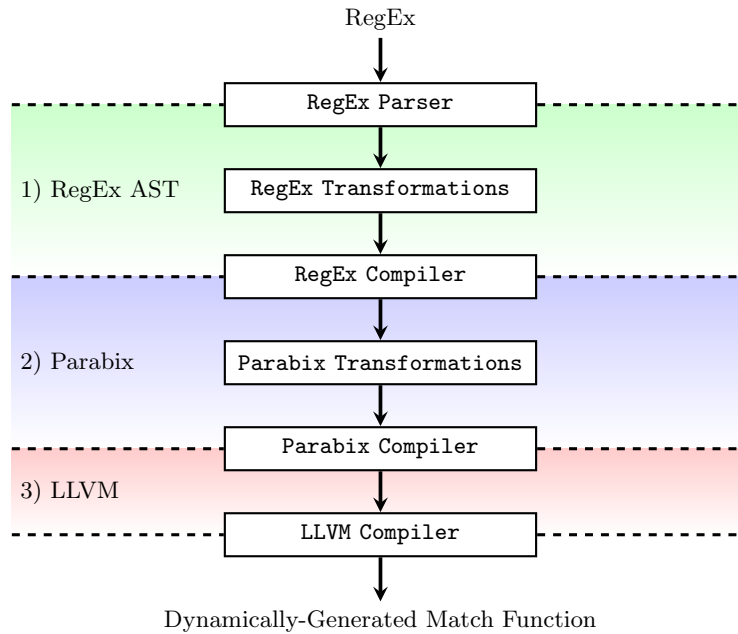 RegEx
RegEx Parser
1) RegEx AST
RegEx Transformations
RegEx Compiler
2) Parabix
Parabix Transformations
Parabix Compiler
3) LLVM
LLVM Compiler
Dynamically-Generated Match Function